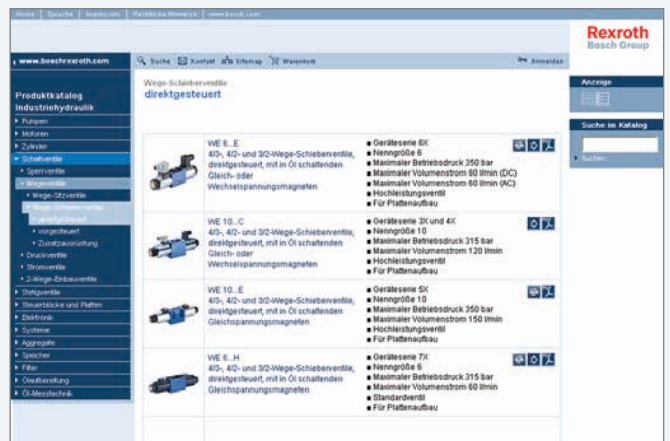 Home | Sprache | Impressum | Rechtliche Hinweise | www.bosch.com
Rexroth
Bosch Group
www.boschrexroth.com
Suche Kontakt Sitemap Warenkorb
Anmelden
Produktkatalog
Industriehydraulik
Pumpen
Motoren
Zylinder
Schaltventile
Sperrventile
Wegeventile
Wege-Sitzventile
Wege-Schieberventile
direktgesteuert
vorgesteuert
Zusatzausrüstung
Druckventile
Stromventile
2-Wege-Einbauventile
Stetigventile
Steuerblöcke und Platten
Elektronik
Systeme
Aggregate
Speicher
Filter
Ölaufbereitung
Öl-Messtechnik
Wege-Schieberventile
direktgesteuert
WE 6...E
4/3-, 4/2- und 3/2-Wege-Schieberventile,
direktgesteuert, mit in Öl schaltenden
Gleich- oder
Wechselspannungsmagneten
■ Geräteserie 6X
■ Nenngröße 6
■ Maximaler Betriebsdruck 350 bar
■ Maximaler Volumenstrom 80 l/min (DC)
■ Maximaler Volumenstrom 60 l/min (AC)
■ Hochleistungsventil
■ Für Plattenaufbau
WE 10...C
4/3-, 4/2- und 3/2-Wege-Schieberventile,
direktgesteuert, mit in Öl schaltenden
Gleich- oder
Wechselspannungsmagneten
■ Geräteserie 3X und 4X
■ Nenngröße 10
■ Maximaler Betriebsdruck 315 bar
■ Maximaler Volumenstrom 120 l/min
■ Hochleistungsventil
■ Für Plattenaufbau
WE 10...E
4/3-, 4/2- und 3/2-Wege-Schieberventile,
direktgesteuert, mit in Öl schaltenden
Gleichspannungsmagneten
■ Geräteserie 5X
■ Nenngröße 10
■ Maximaler Betriebsdruck 350 bar
■ Maximaler Volumenstrom 150 l/min
■ Hochleistungsventil
■ Für Plattenaufbau
WE 6...H
4/3-, 4/2- und 3/2-Wege-Schieberventile,
direktgesteuert, mit in Öl schaltenden
Gleichspannungsmagneten
■ Geräteserie 7X
■ Nenngröße 6
■ Maximaler Betriebsdruck 315 bar
■ Maximaler Volumenstrom 60 l/min
■ Standardventil
■ Für Plattenaufbau
Anzeige
Suche im Katalog
Suchen